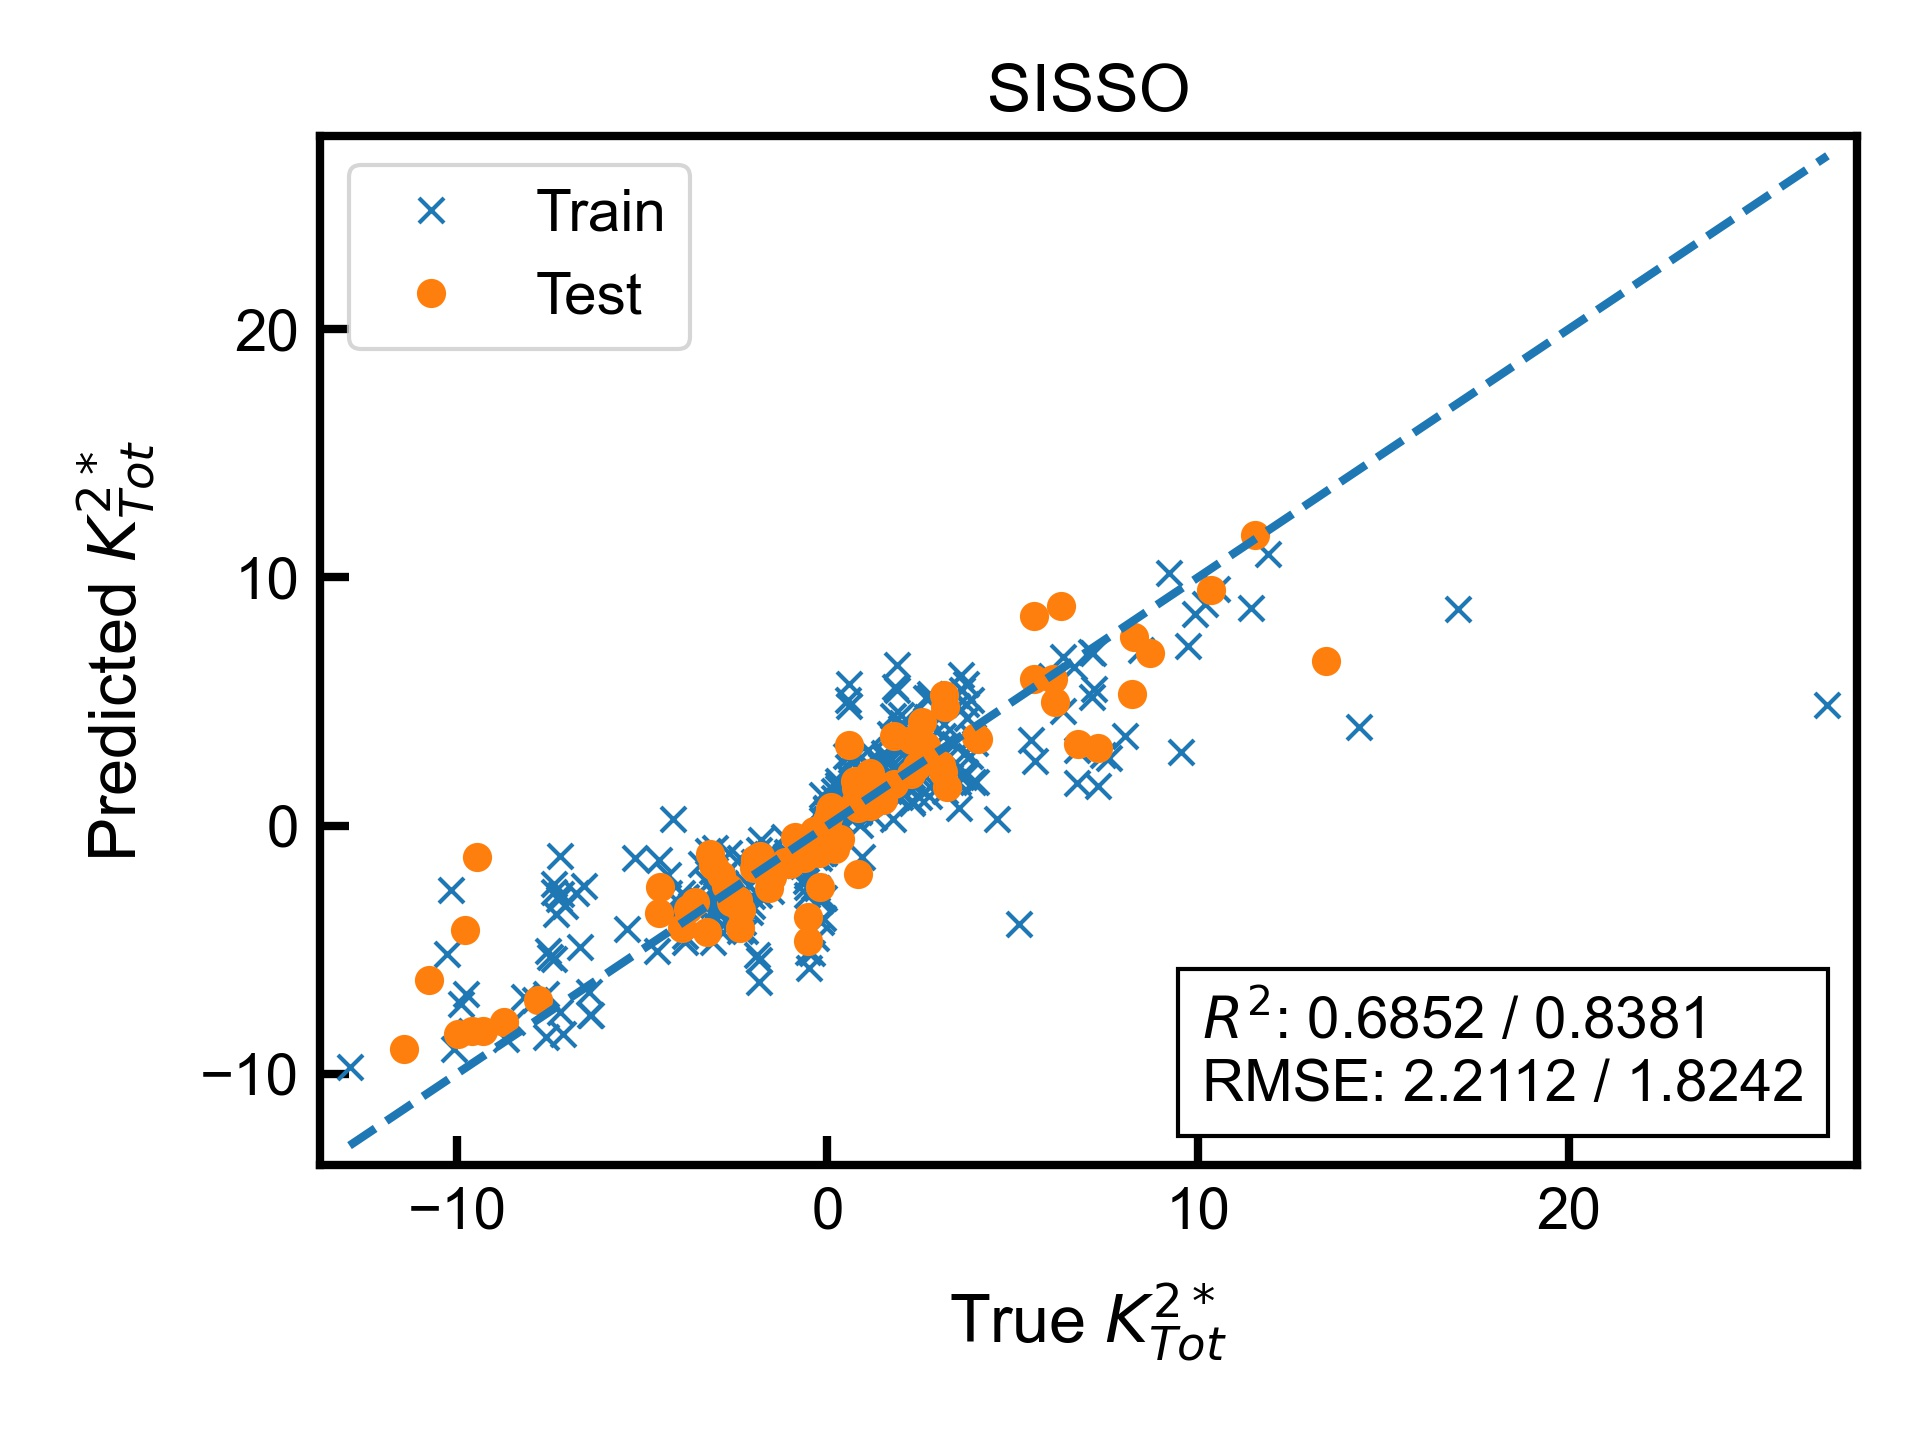 SISSO
Train
Test
Predicted K^{2*}_{Tot}
20
10
0
−10
R²: 0.6852 / 0.8381
RMSE: 2.2112 / 1.8242
−10 0 10 20
True K^{2*}_{Tot}